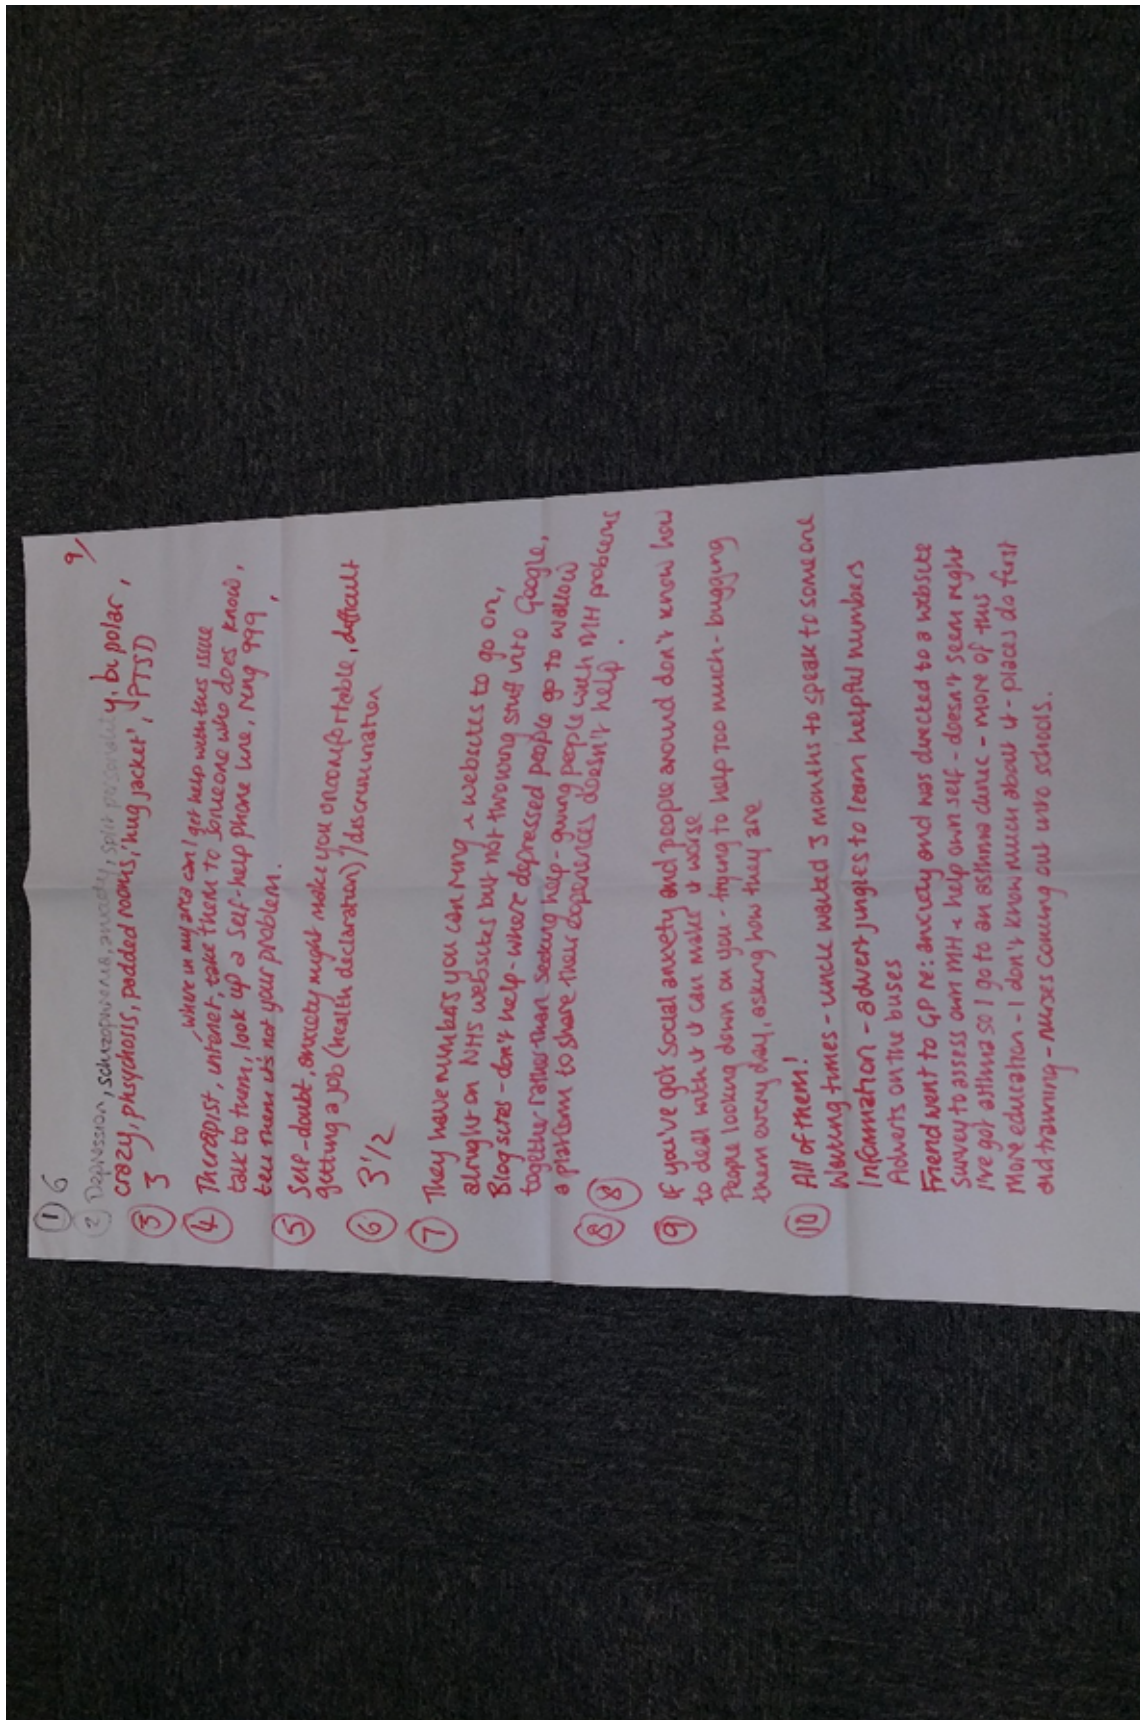 9/
① 6
② Depression, schizophrenia, anxiety, split personality, bipolar,
crazy, phsychosis, padded rooms, 'hug jacket', PTSD
③ 3
where in my area can I get help with this issue
④ Therapist, infernet, take them to someone who does know,
talk to them, look up a self-help phone line, ring 999,
tell them it's not your problem.
⑤ Self-doubt, anxiety might make you uncomfortable, difficult
getting a job (health declaration)/discrimination
⑥ 3 1/2
⑦ They have numbers you can ring & websites to go on,
alright on NHS websites but not throwing stuff into Google,
Blog sites - don't help - where depressed people go to wallow
together rather than seeking help - giving people with MH problems
a platform to share their experiences doesn't help.
⑧ ⑧
⑨ If you've got social anxiety and people around don't know how
to deal with it it can make it worse
People looking down on you - trying to help too much - bugging
them every day, asking how they are
⑩ All of them!
Waiting times - uncle waited 3 months to speak to someone
Information - advert jungles to learn helpful numbers
Adverts on the buses
Friend went to GP re: anxiety and was directed to a website
survey to assess own MH & help own self - doesn't seem right
I've got asthma so I go to an asthma clinic - more of this
More education - I don't know much about it - places do first
aid training - nurses coming out into schools.